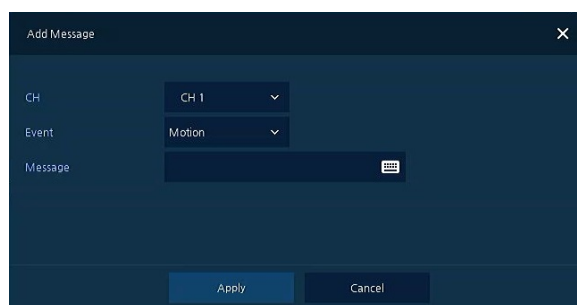 Add Message
CH CH 1
Event Motion
Message
Apply Cancel